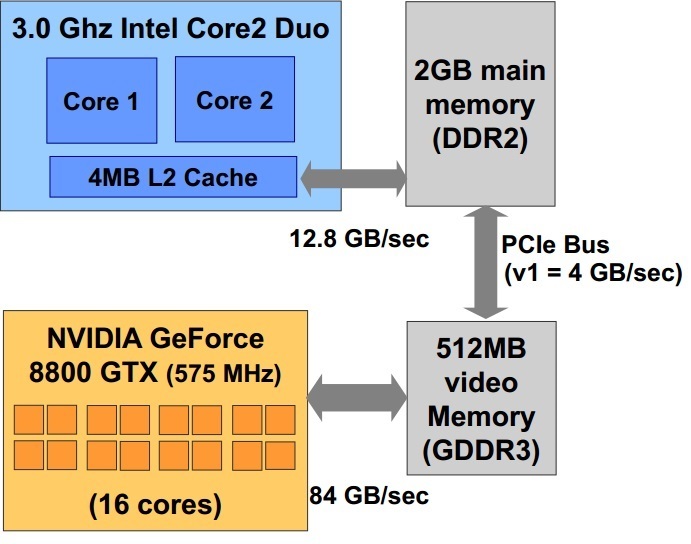 3.0 Ghz Intel Core2 Duo
Core 1
Core 2
4MB L2 Cache
2GB main
memory
(DDR2)
12.8 GB/sec
PCIe Bus
(v1 = 4 GB/sec)
NVIDIA GeForce
8800 GTX (575 MHz)
(16 cores)
512MB
video
Memory
(GDDR3)
84 GB/sec